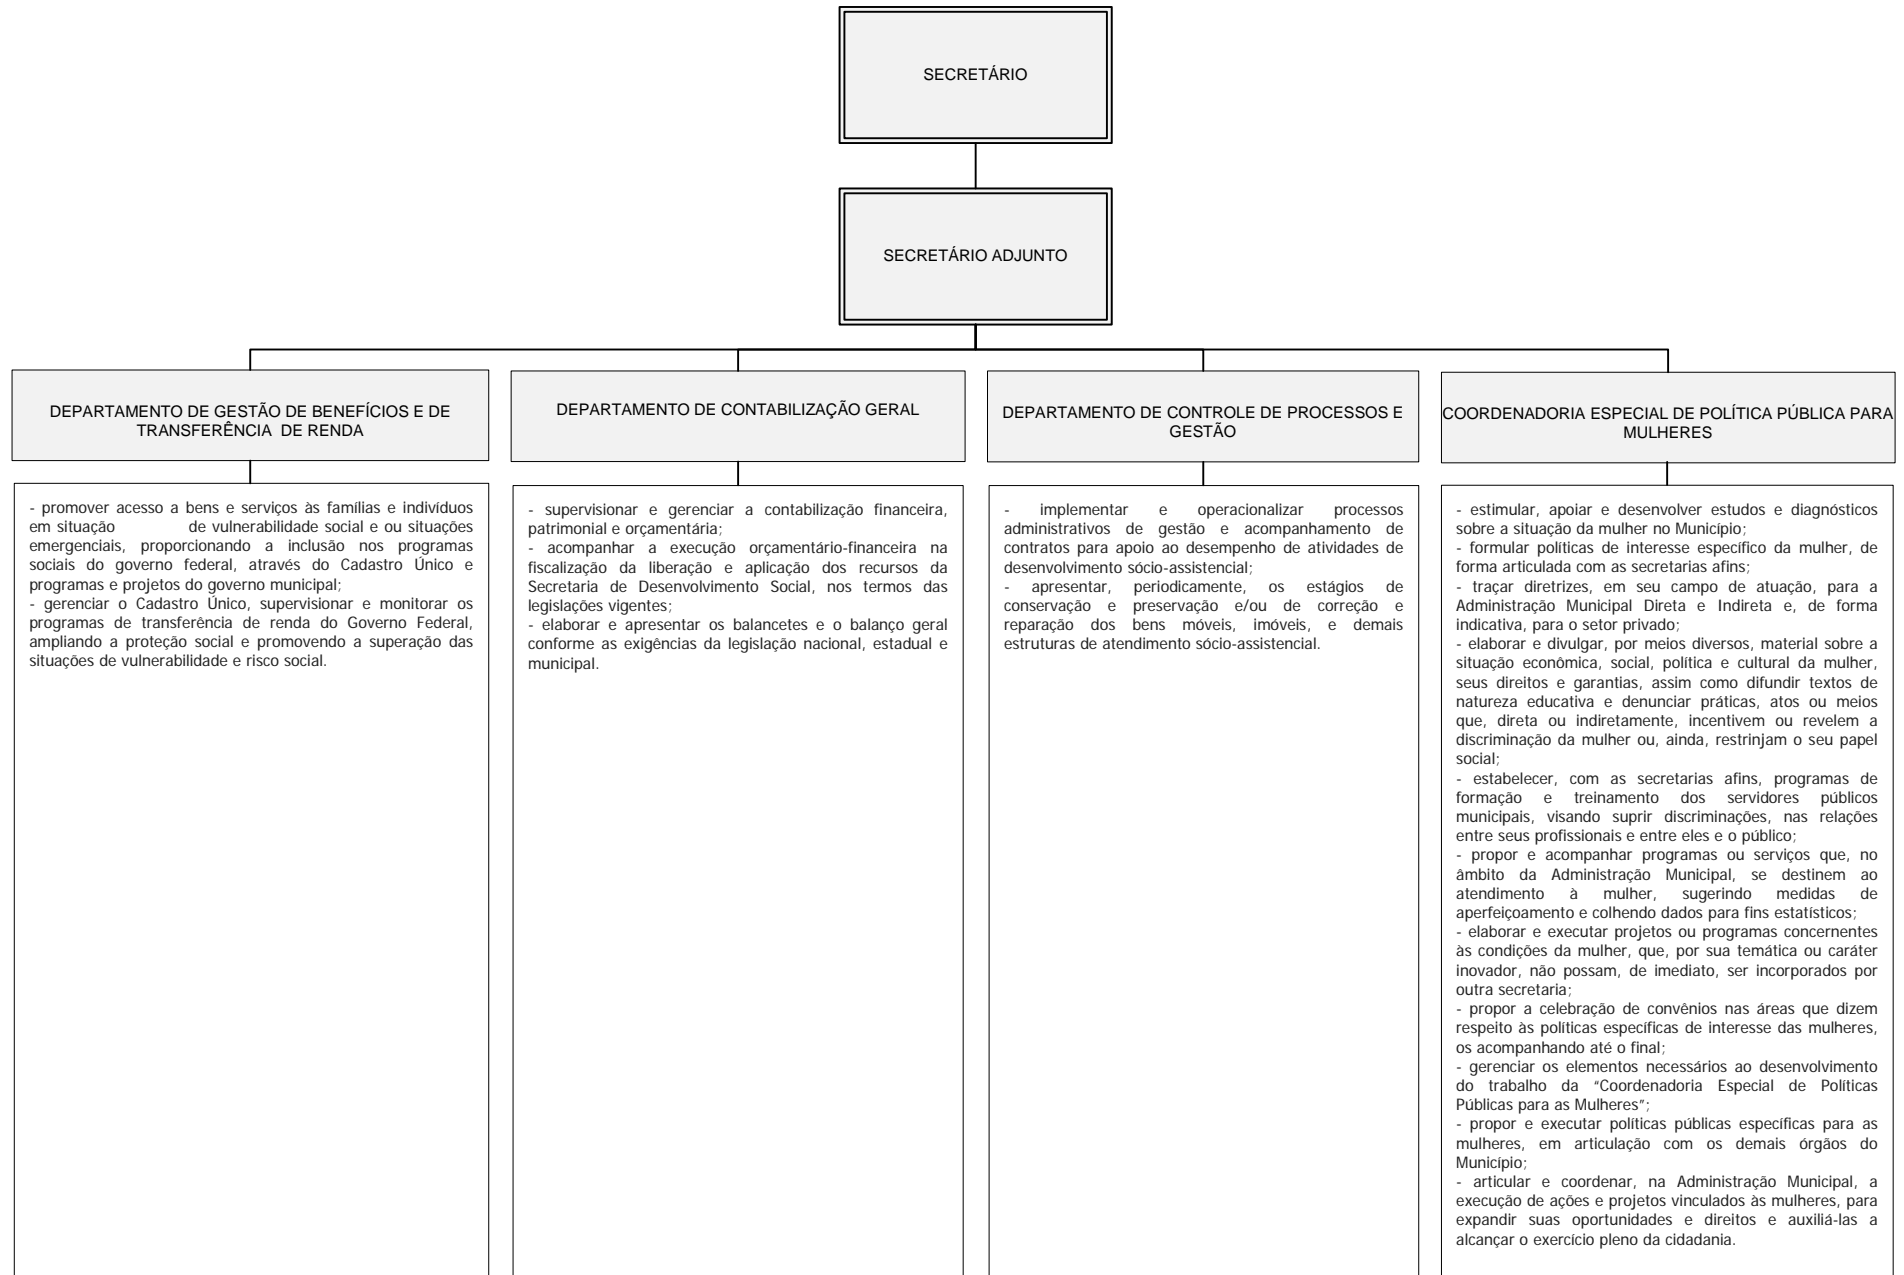 SECRETÁRIO
SECRETÁRIO ADJUNTO
DEPARTAMENTO DE GESTÃO DE BENEFÍCIOS E DE
TRANSFERÊNCIA DE RENDA
- promover acesso a bens e serviços às famílias e indivíduos
em situação de vulnerabilidade social e ou situações
emergenciais, proporcionando a inclusão nos programas
sociais do governo federal, através do Cadastro Único e
programas e projetos do governo municipal;
- gerenciar o Cadastro Único, supervisionar e monitorar os
programas de transferência de renda do Governo Federal,
ampliando a proteção social e promovendo a superação das
situações de vulnerabilidade e risco social.
DEPARTAMENTO DE CONTABILIZAÇÃO GERAL
- supervisionar e gerenciar a contabilização financeira,
patrimonial e orçamentária;
- acompanhar a execução orçamentário-financeira na
fiscalização da liberação e aplicação dos recursos da
Secretaria de Desenvolvimento Social, nos termos das
legislações vigentes;
- elaborar e apresentar os balancetes e o balanço geral
conforme as exigências da legislação nacional, estadual e
municipal.
DEPARTAMENTO DE CONTROLE DE PROCESSOS E
GESTÃO
- implementar e operacionalizar processos
administrativos de gestão e acompanhamento de
contratos para apoio ao desempenho de atividades de
desenvolvimento sócio-assistencial;
- apresentar, periodicamente, os estágios de
conservação e preservação e/ou de correção e
reparação dos bens móveis, imóveis, e demais
estruturas de atendimento sócio-assistencial.
COORDENADORIA ESPECIAL DE POLÍTICA PÚBLICA PARA
MULHERES
- estimular, apoiar e desenvolver estudos e diagnósticos
sobre a situação da mulher no Município;
- formular políticas de interesse específico da mulher, de
forma articulada com as secretarias afins;
- traçar diretrizes, em seu campo de atuação, para a
Administração Municipal Direta e Indireta e, de forma
indicativa, para o setor privado;
- elaborar e divulgar, por meios diversos, material sobre a
situação econômica, social, política e cultural da mulher,
seus direitos e garantias, assim como difundir textos de
natureza educativa e denunciar práticas, atos ou meios
que, direta ou indiretamente, incentivem ou revelem a
discriminação da mulher ou, ainda, restrinjam o seu papel
social;
- estabelecer, com as secretarias afins, programas de
formação e treinamento dos servidores públicos
municipais, visando suprir discriminações, nas relações
entre seus profissionais e entre eles e o público;
- propor e acompanhar programas ou serviços que, no
âmbito da Administração Municipal, se destinem ao
atendimento à mulher, sugerindo medidas de
aperfeiçoamento e colhendo dados para fins estatísticos;
- elaborar e executar projetos ou programas concernentes
às condições da mulher, que, por sua temática ou caráter
inovador, não possam, de imediato, ser incorporados por
outra secretaria;
- propor a celebração de convênios nas áreas que dizem
respeito às políticas específicas de interesse das mulheres,
os acompanhando até o final;
- gerenciar os elementos necessários ao desenvolvimento
do trabalho da “Coordenadoria Especial de Políticas
Públicas para as Mulheres”;
- propor e executar políticas públicas específicas para as
mulheres, em articulação com os demais órgãos do
Município;
- articular e coordenar, na Administração Municipal, a
execução de ações e projetos vinculados às mulheres, para
expandir suas oportunidades e direitos e auxiliá-las a
alcançar o exercício pleno da cidadania.